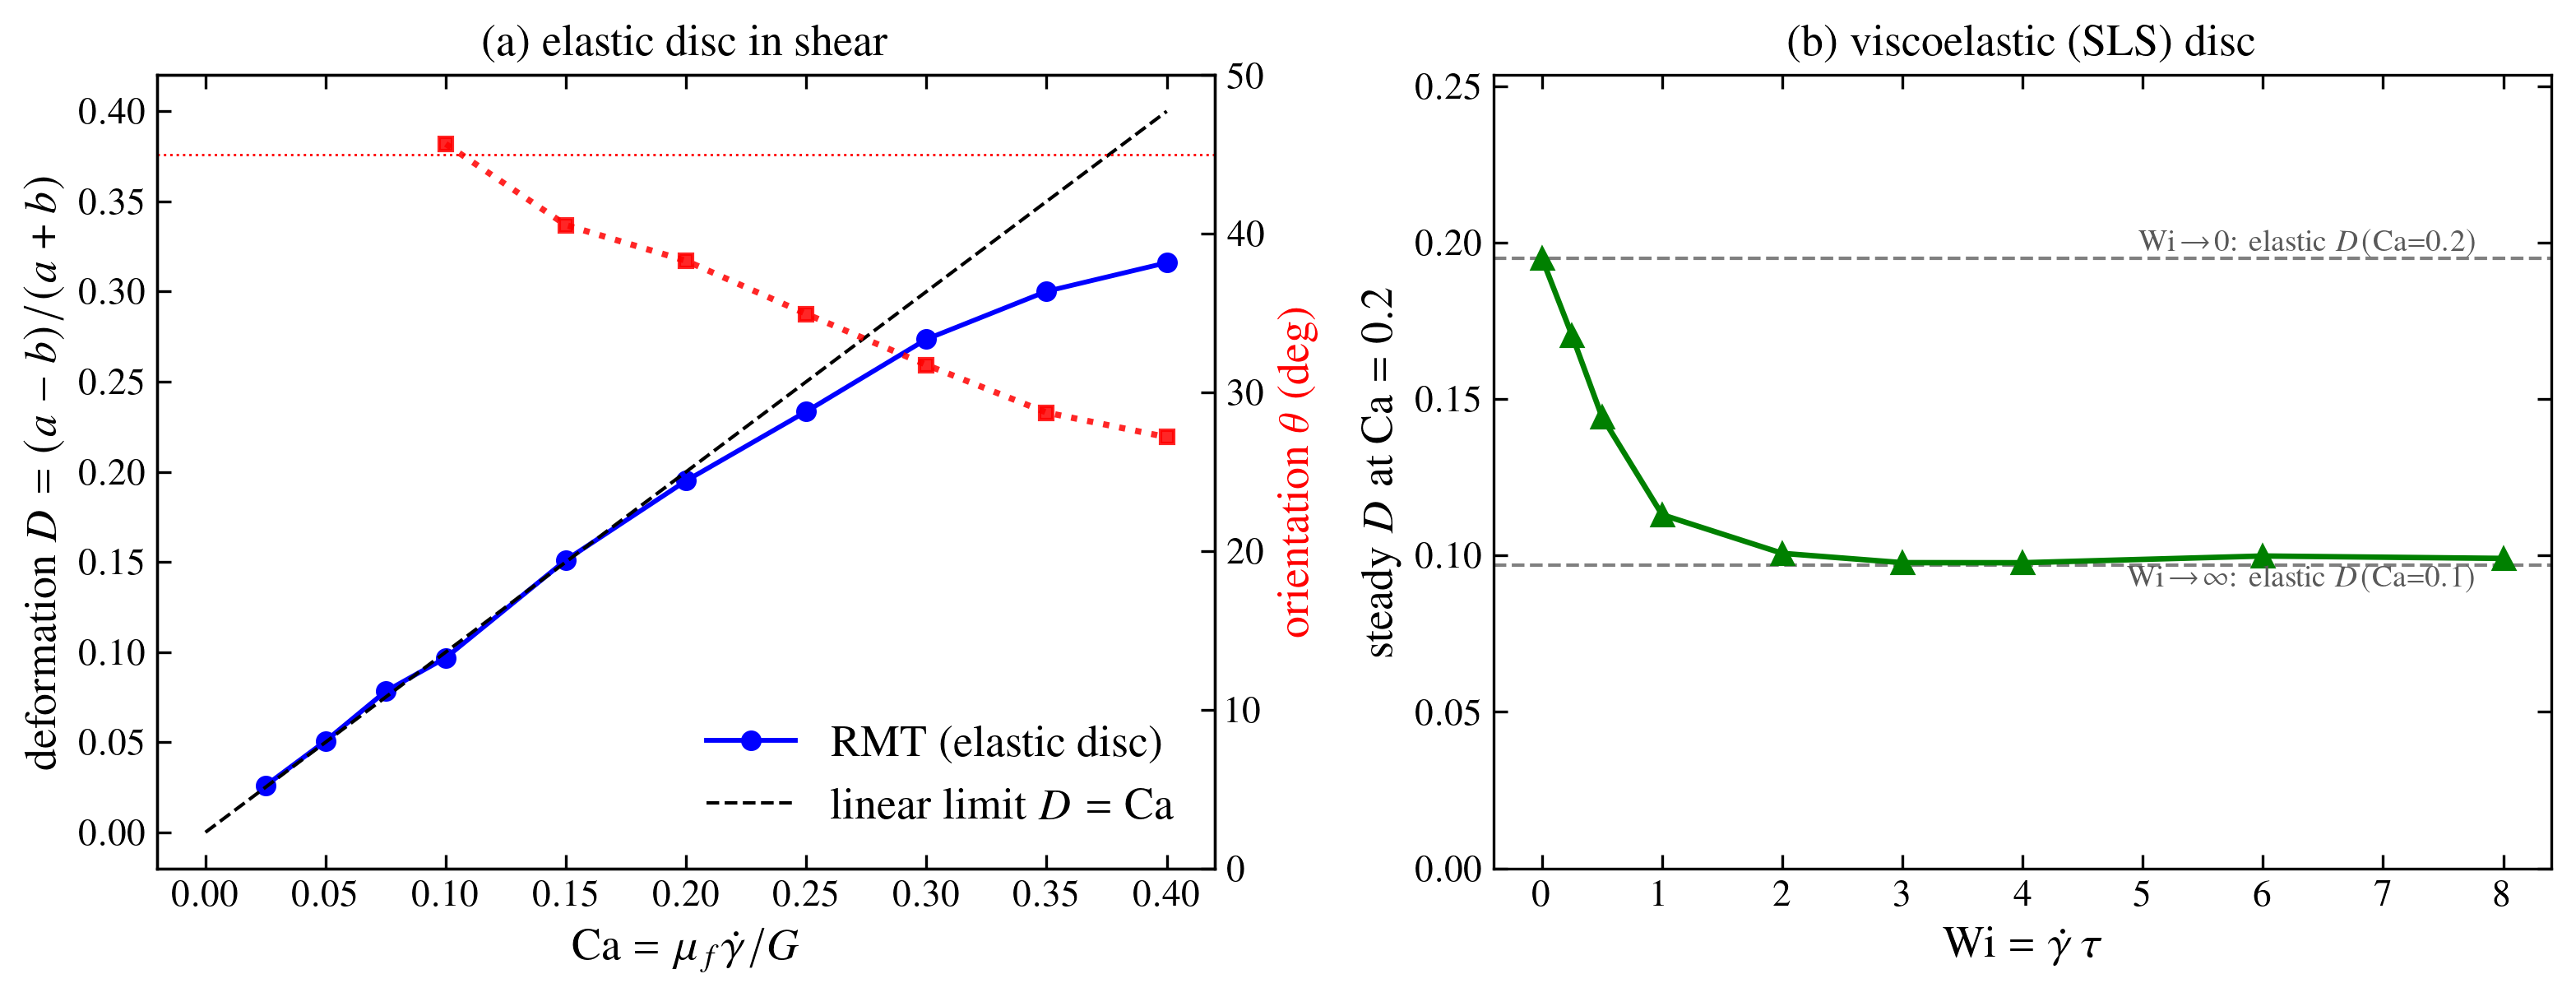 (a) elastic disc in shear
deformation D = (a − b)/(a + b)
0.40
0.35
0.30
0.25
0.20
0.15
0.10
0.05
0.00
50
40
30
20
10
0
orientation θ (deg)
RMT (elastic disc)
linear limit D = Ca
0.00 0.05 0.10 0.15 0.20 0.25 0.30 0.35 0.40
Ca = μ_f γ̇/G
(b) viscoelastic (SLS) disc
steady D at Ca = 0.2
0.25
0.20
0.15
0.10
0.05
0.00
Wi→0: elastic D(Ca=0.2)
Wi→∞: elastic D(Ca=0.1)
0 1 2 3 4 5 6 7 8
Wi = γ̇ τ